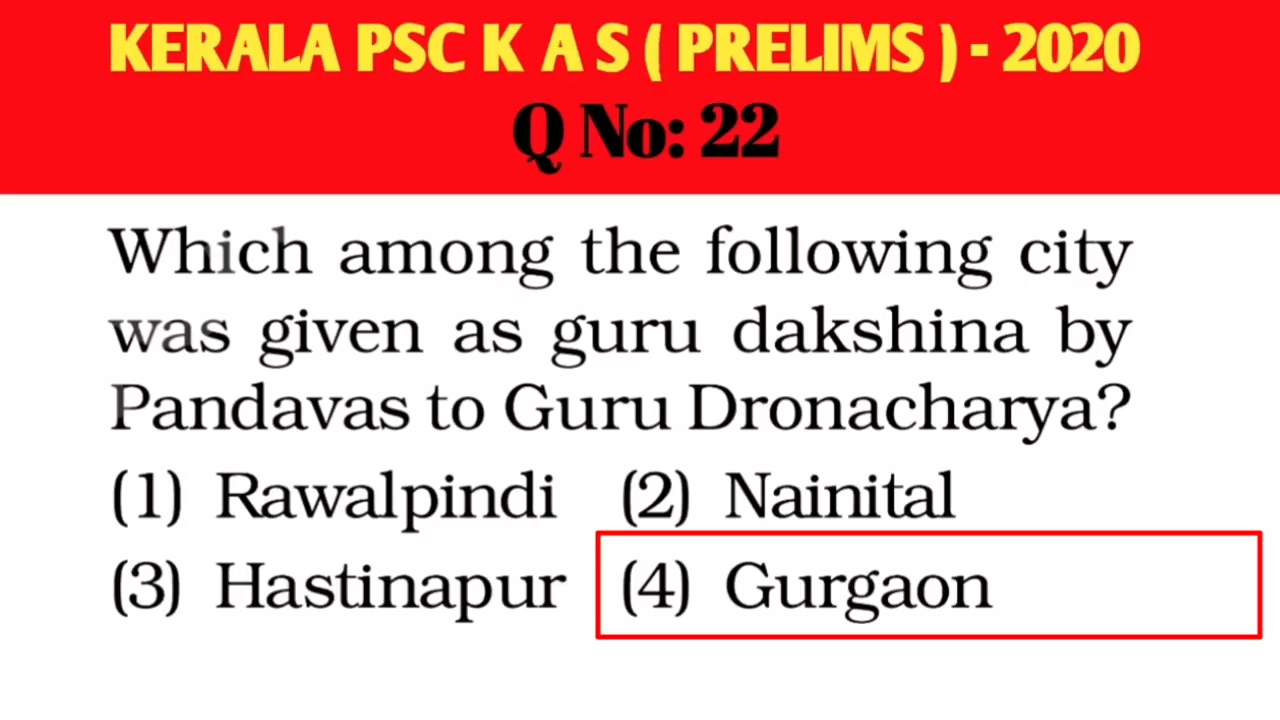 KERALA PSC K A S ( PRELIMS ) - 2020
Q No: 22
Which among the following city
was given as guru dakshina by
Pandavas to Guru Dronacharya?
(1) Rawalpindi (2) Nainital
(3) Hastinapur (4) Gurgaon